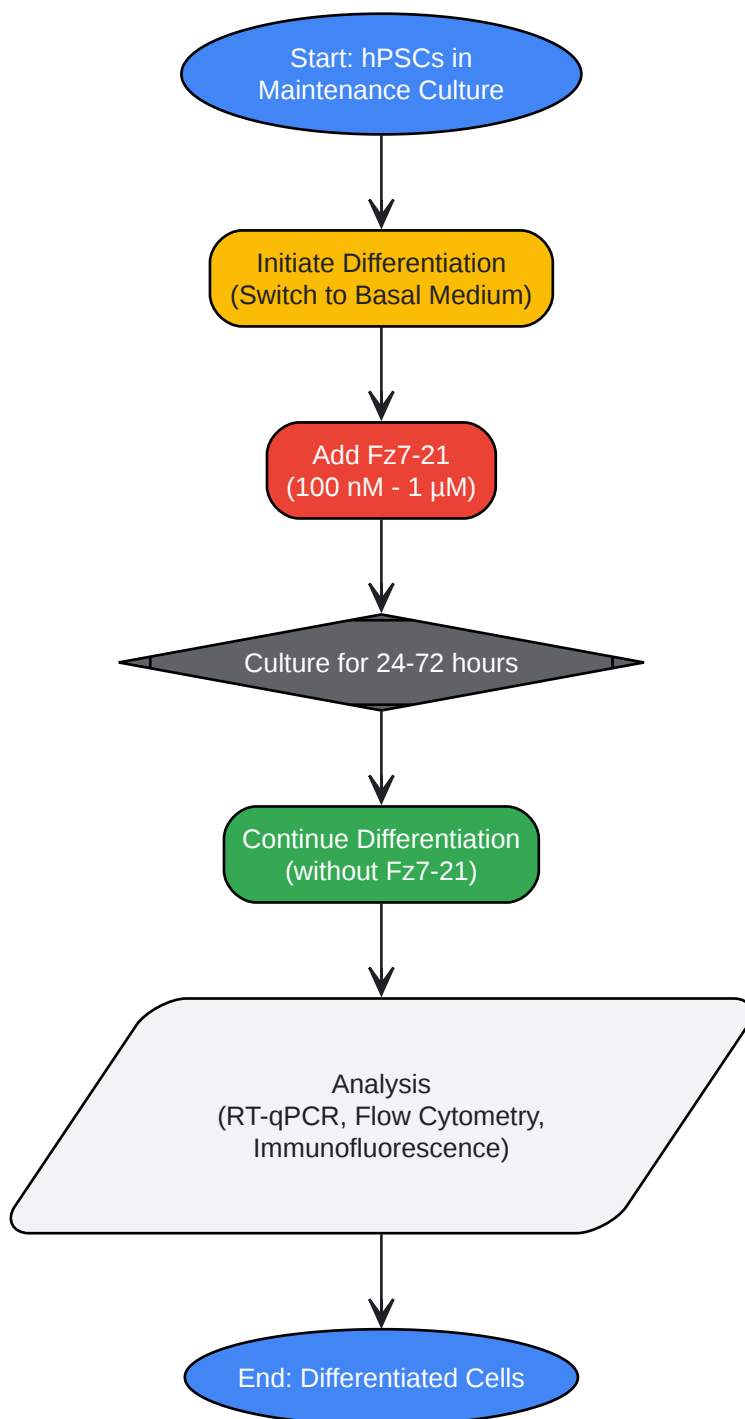 Start: hPSCs in
Maintenance Culture
Initiate Differentiation
(Switch to Basal Medium)
Add Fz7-21
(100 nM - 1 µM)
Culture for 24-72 hours
Continue Differentiation
(without Fz7-21)
Analysis
(RT-qPCR, Flow Cytometry,
Immunofluorescence)
End: Differentiated Cells